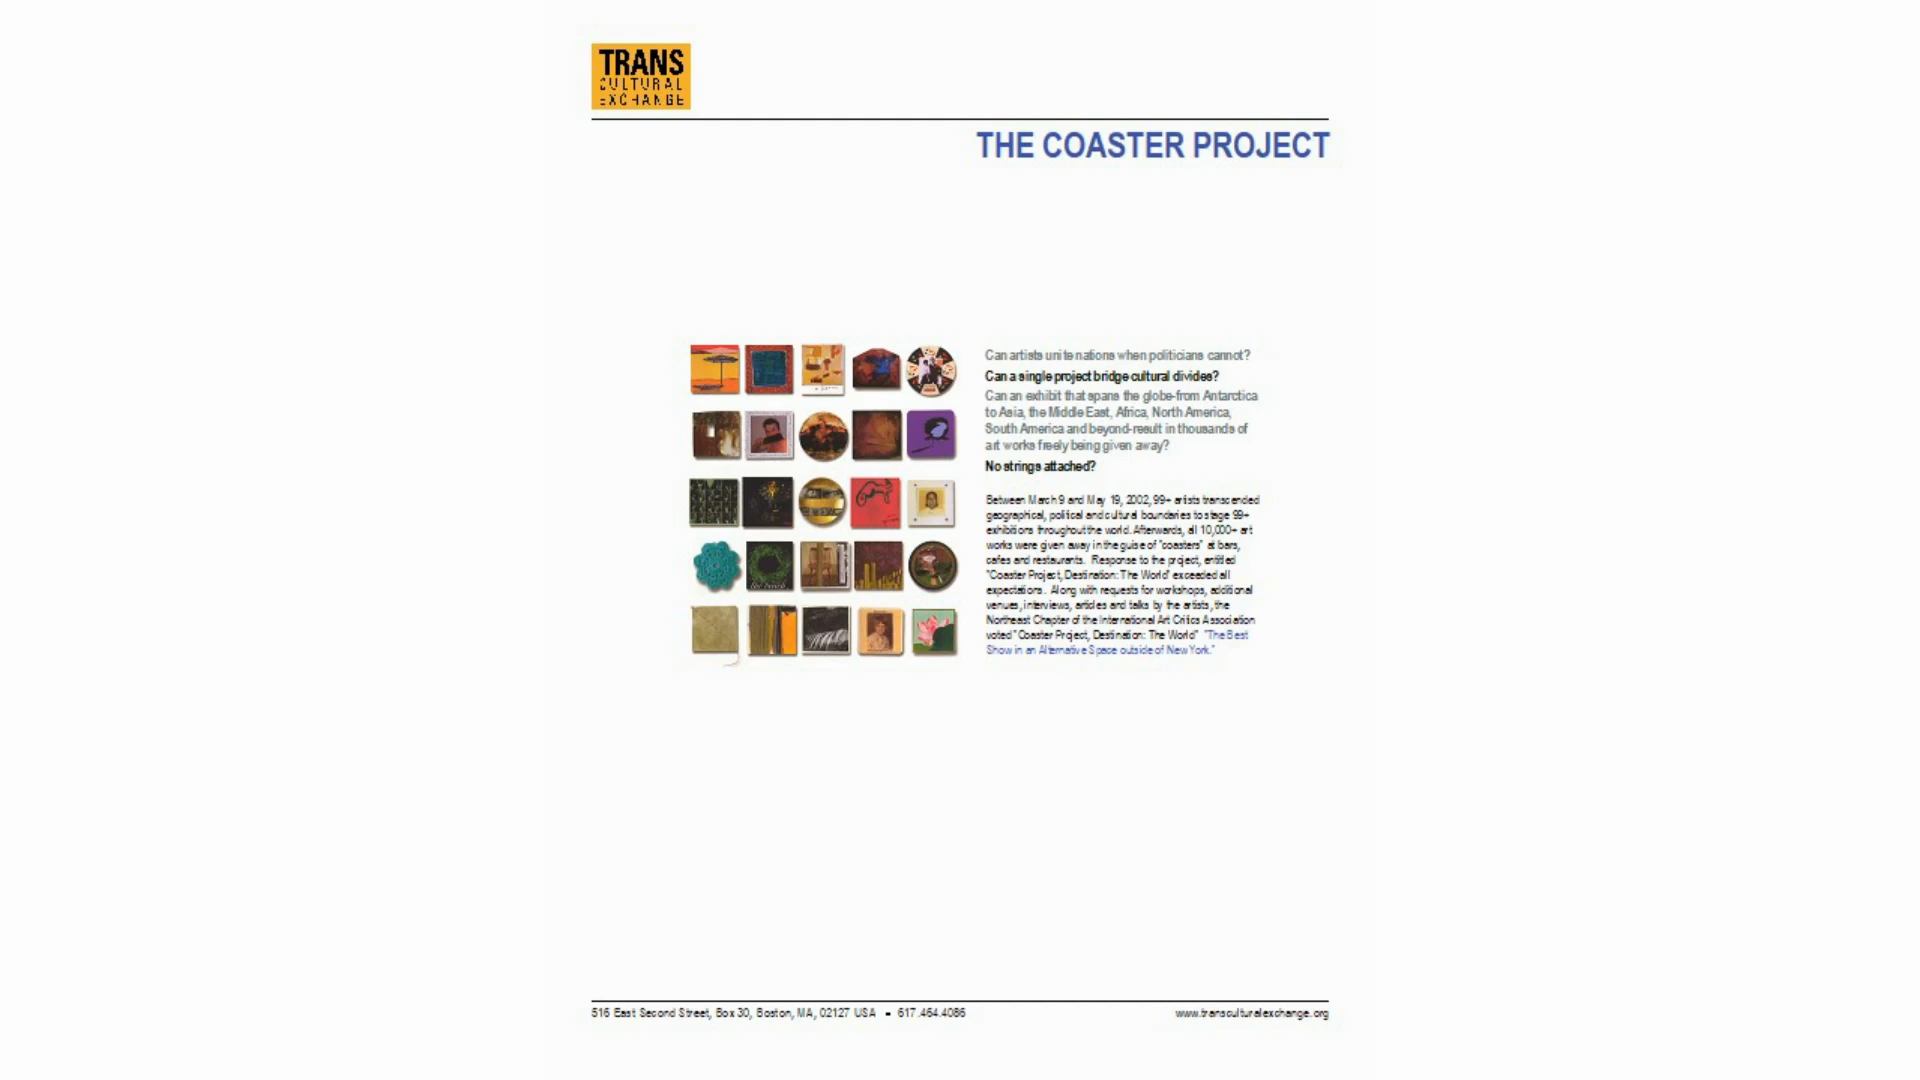 TRANS
CULTURAL
EXCHANGE
THE COASTER PROJECT
Can artists unite nations when politicians cannot?
Can a single project bridge cultural divides?
Can an exhibit that spans the globe-from Antarctica
to Asia, the Middle East, Africa, North America,
South America and beyond-result in thousands of
art works freely being given away?
No strings attached?
Between March 9 and May 19, 2002, 99+ artists transcended
geographical, political and cultural boundaries to stage 99+
exhibitions throughout the world. Afterwards, all 10,000+ art
works were given away in the guise of "coasters" at bars,
cafes and restaurants. Response to the project, entitled
"Coaster Project, Destination: The World" exceeded all
expectations. Along with requests for workshops, additional
venues, interviews, articles and talks by the artists, the
Northeast Chapter of the International Art Critics Association
voted "Coaster Project, Destination: The World" "The Best
Show in an Alternative Space outside of New York."
516 East Second Street, Box 30, Boston, MA, 02127 USA ▪ 617.464.4086
www.transculturalexchange.org